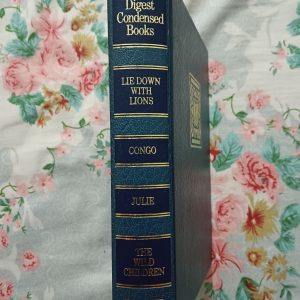 Digest
Condensed
Books
LIE DOWN
WITH
LIONS
CONGO
JULIE
THE
WILD
CHILDREN